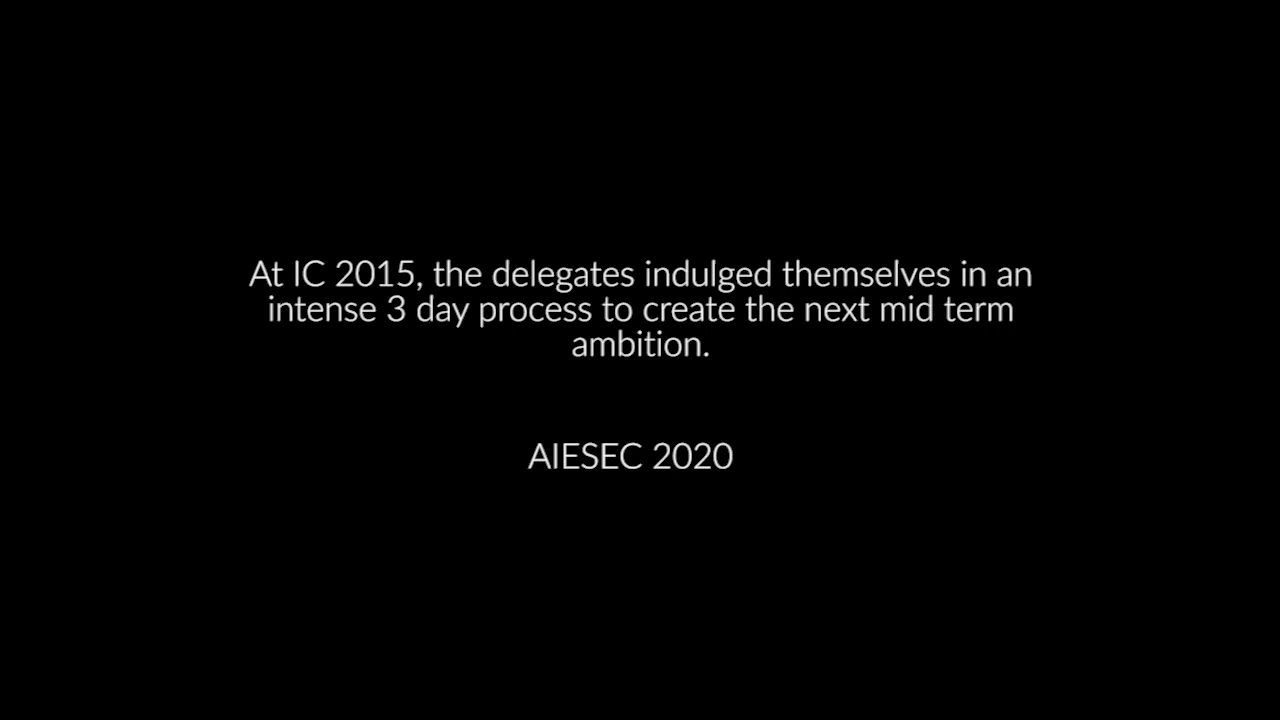 At IC 2015, the delegates indulged themselves in an
intense 3 day process to create the next mid term
ambition.
AIESEC 2020